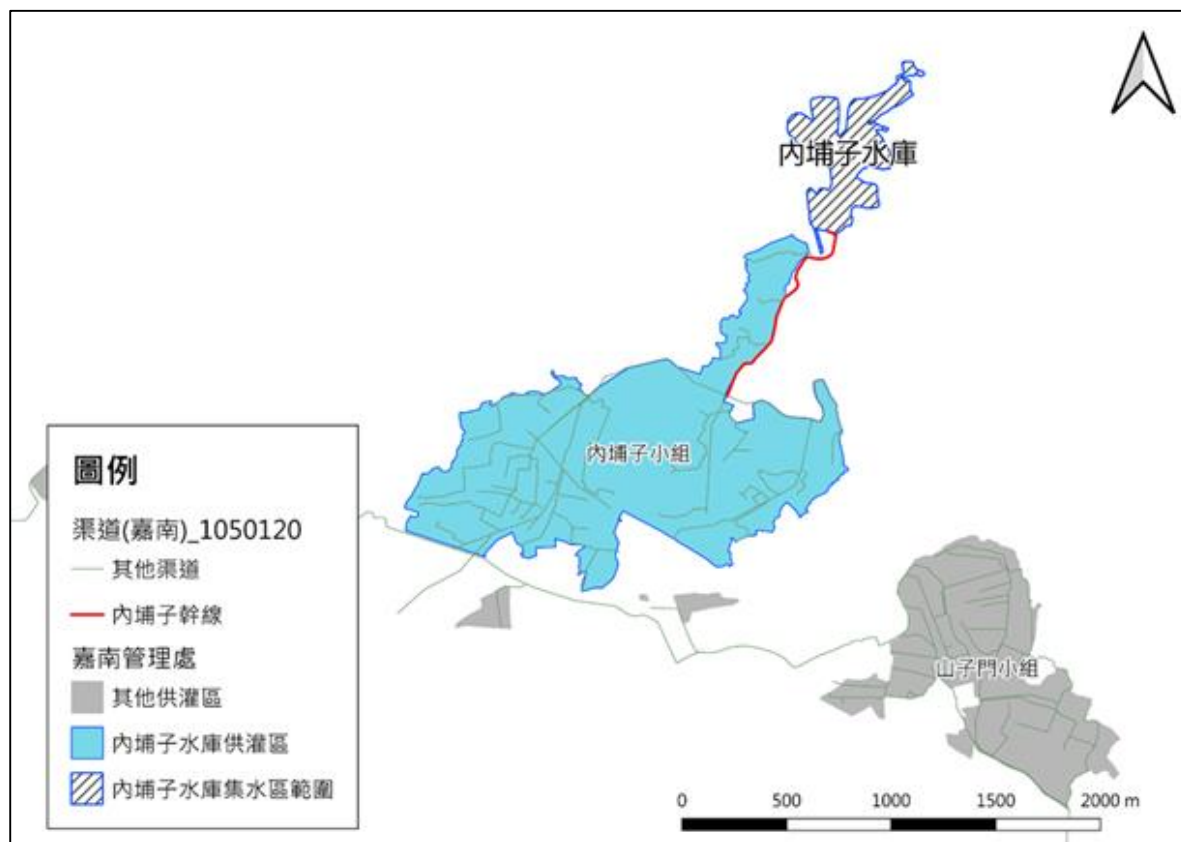 內埔子水庫
內埔子小組
山子門小組
圖例
渠道(嘉南)_1050120
其他渠道
內埔子幹線
嘉南管理處
其他供灌區
內埔子水庫供灌區
內埔子水庫集水區範圍
0 500 1000 1500 2000 m